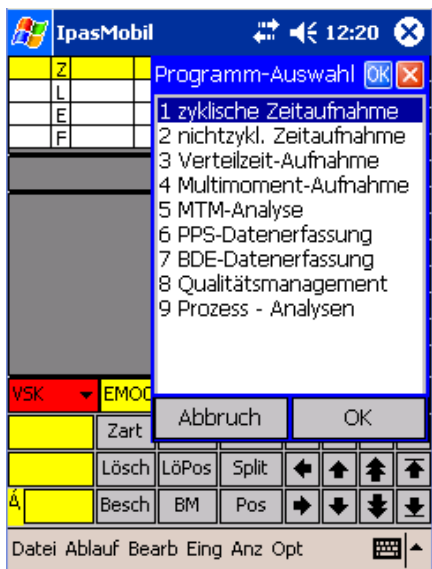 IpasMobil 12:20
Z
L
E
F
Programm-Auswahl OK
1 zyklische Zeitaufnahme
2 nichtzykl. Zeitaufnahme
3 Verteilzeit-Aufnahme
4 Multimoment-Aufnahme
5 MTM-Analyse
6 PPS-Datenerfassung
7 BDE-Datenerfassung
8 Qualitätsmanagement
9 Prozess - Analysen
Abbruch OK
VSK
Zart
Lösch LöPos Split
Á Besch BM Pos
Datei Ablauf Bearb Eing Anz Opt